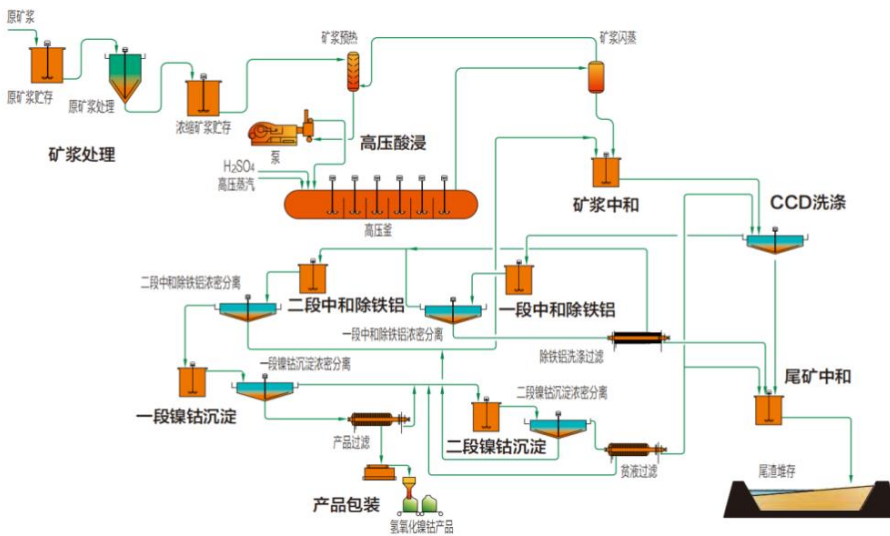 原矿浆
矿浆预热
矿浆闪蒸
原矿浆贮存
原矿浆处理
浓缩矿浆贮存
矿浆处理
泵
高压酸浸
H₂SO₄
高压蒸汽
高压釜
矿浆中和
CCD洗涤
二段中和除铁铝浓密分离
二段中和除铁铝
一段中和除铁铝
一段中和除铁铝浓密分离
除铁铝洗涤过滤
尾矿中和
一段镍钴沉淀浓密分离
一段镍钴沉淀
二段镍钴沉淀浓密分离
产品过滤
二段镍钴沉淀
贫液过滤
尾渣堆存
产品包装
氢氧化镍钴产品